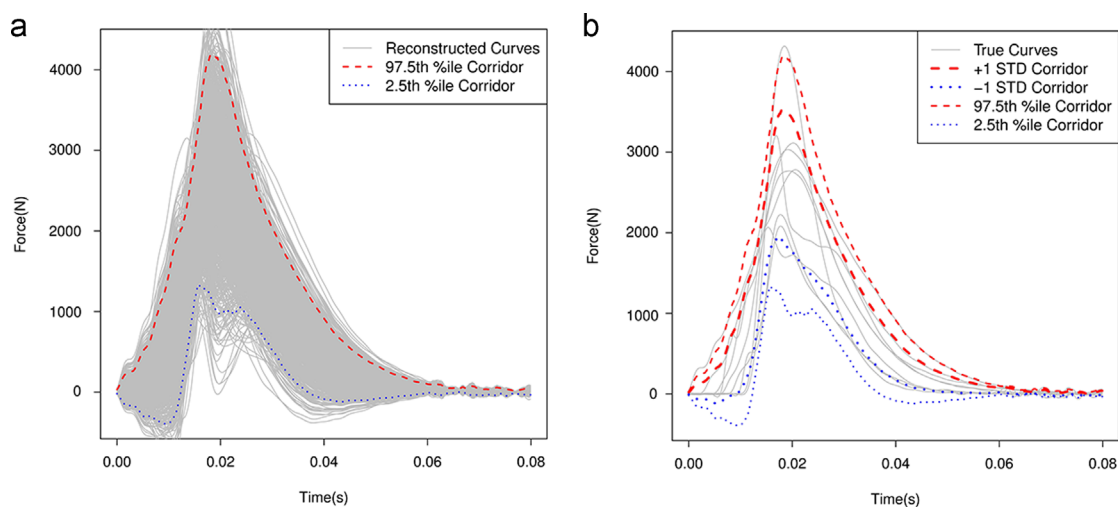 a
Reconstructed Curves
97.5th %ile Corridor
2.5th %ile Corridor
4000
3000
2000
1000
0
Force(N)
0.00 0.02 0.04 0.06 0.08
Time(s)
b
True Curves
+1 STD Corridor
−1 STD Corridor
97.5th %ile Corridor
2.5th %ile Corridor
4000
3000
2000
1000
0
Force(N)
0.00 0.02 0.04 0.06 0.08
Time(s)